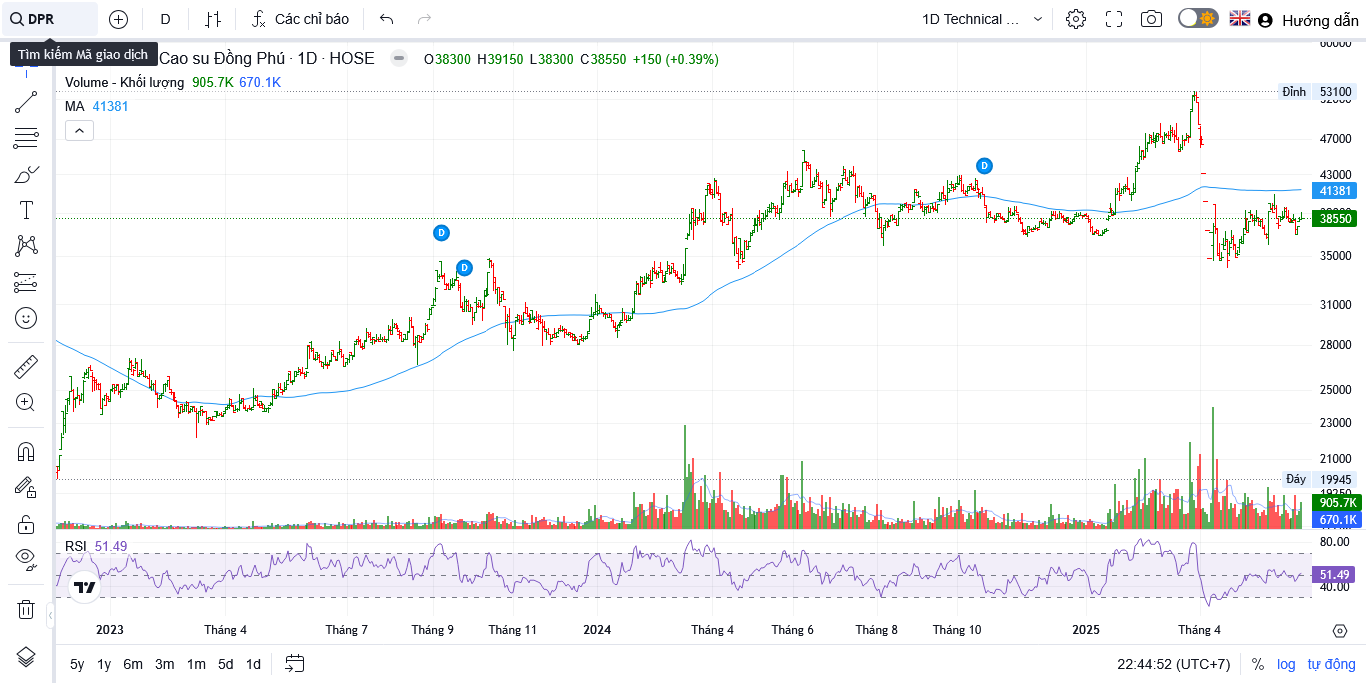 DPR
D
Các chỉ báo
1D Technical ...
Hướng dẫn
Tìm kiếm Mã giao dịch
Cao su Đồng Phú · 1D · HOSE
O38300 H39150 L38300 C38550 +150 (+0.39%)
Volume - Khối lượng 905.7K 670.1K
MA 41381
60000
Đỉnh 53100
52000
47000
43000
41381
38550
35000
31000
28000
25000
23000
21000
Đáy 19945
19250
905.7K
670.1K
D
D
D
RSI 51.49
80.00
51.49
40.00
2023 Tháng 4 Tháng 7 Tháng 9 Tháng 11 2024 Tháng 4 Tháng 6 Tháng 8 Tháng 10 2025 Tháng 4
5y 1y 6m 3m 1m 5d 1d
22:44:52 (UTC+7) % log tự động